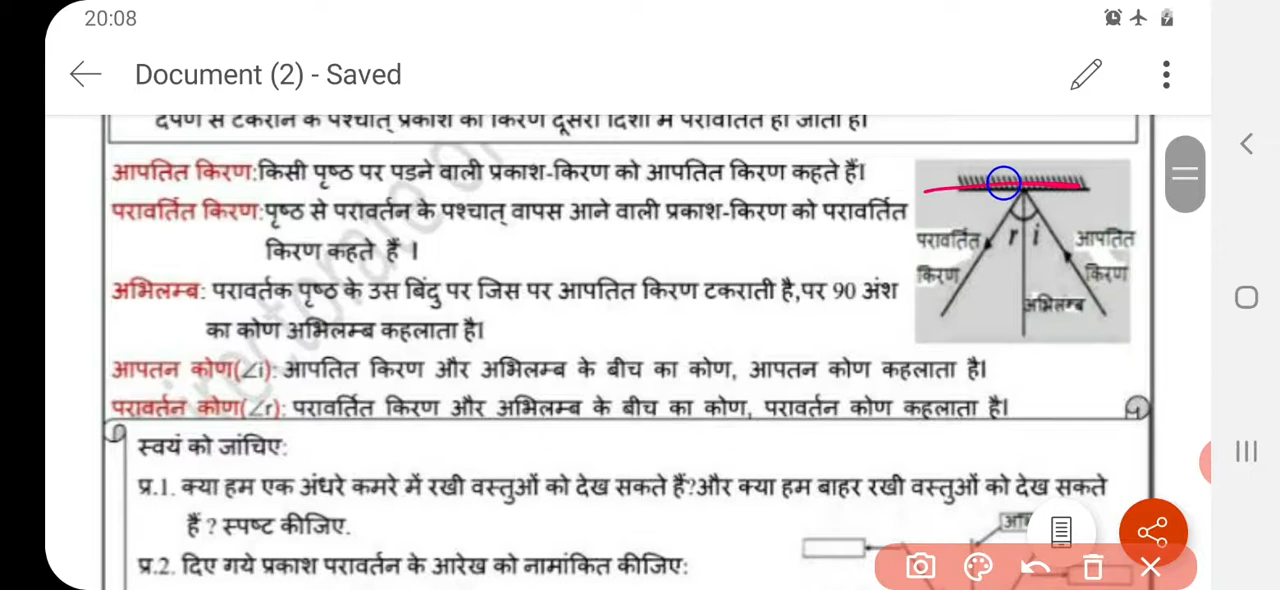 20:08
Document (2) - Saved
दर्पण से टकराने के पश्चात् प्रकाश की किरण दूसरी दिशा में परावर्तित हो जाती है।
आपतित किरण:किसी पृष्ठ पर पडने वाली प्रकाश-किरण को आपतित किरण कहते हैं।
परावर्तित किरण:पृष्ठ से परावर्तन के पश्चात् वापस आने वाली प्रकाश-किरण को परावर्तित
किरण कहते हैं ।
अभिलम्ब: परावर्तक पृष्ठ के उस बिंदु पर जिस पर आपतित किरण टकराती है,पर 90 अंश
का कोण अभिलम्ब कहलाता है।
परावर्तित r i आपतित
किरण किरण
अभिलंब
आपतन कोण(∠i): आपतित किरण और अभिलम्ब के बीच का कोण, आपतन कोण कहलाता है।
परावर्तन कोण(∠r): परावर्तित किरण और अभिलम्ब के बीच का कोण, परावर्तन कोण कहलाता है।
स्वयं को जांचिए:
प्र.1. क्या हम एक अंधरे कमरे में रखी वस्तुओं को देख सकते हैं?और क्या हम बाहर रखी वस्तुओं को देख सकते
हैं ? स्पष्ट कीजिए.
प्र.2. दिए गये प्रकाश परावर्तन के आरेख को नामांकित कीजिए: